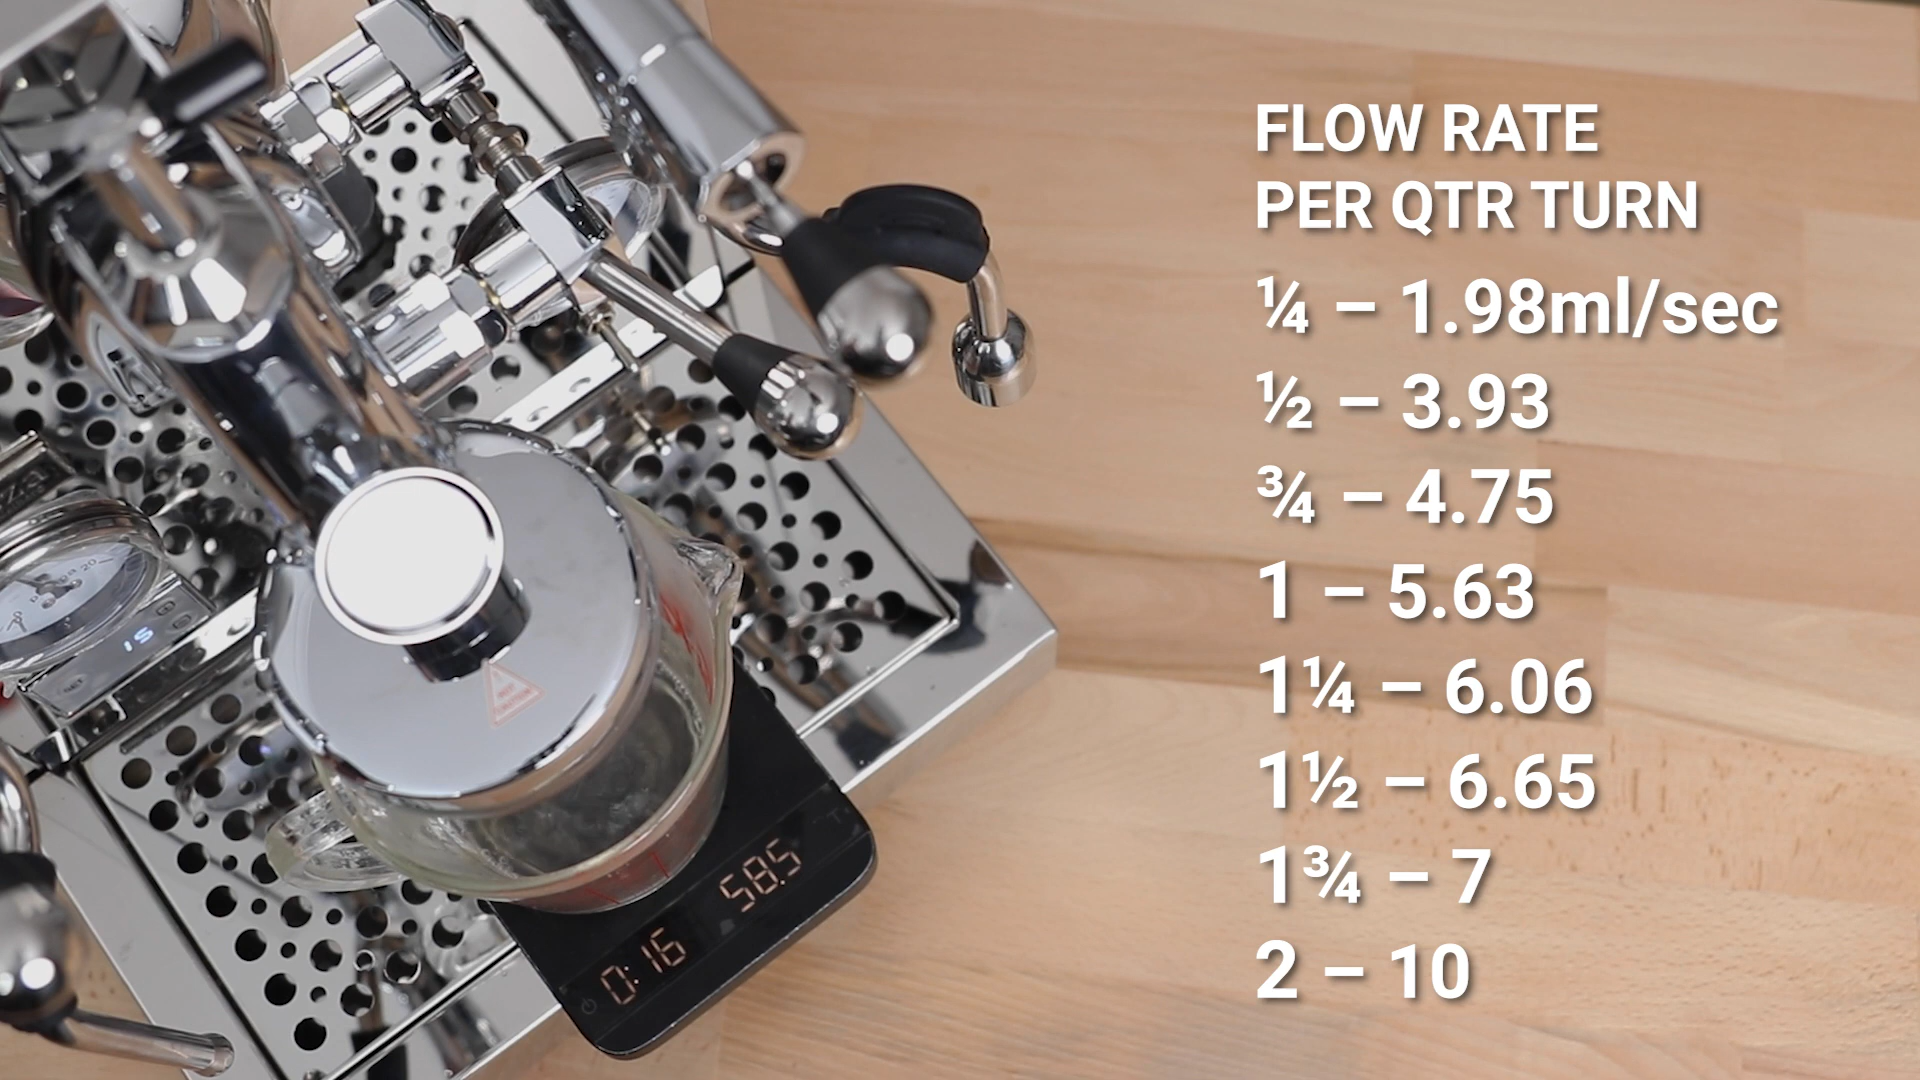 FLOW RATE
PER QTR TURN
¼ – 1.98ml/sec
½ – 3.93
¾ – 4.75
1 – 5.63
1¼ – 6.06
1½ – 6.65
1¾ – 7
2 – 10
15
0:16 58.5